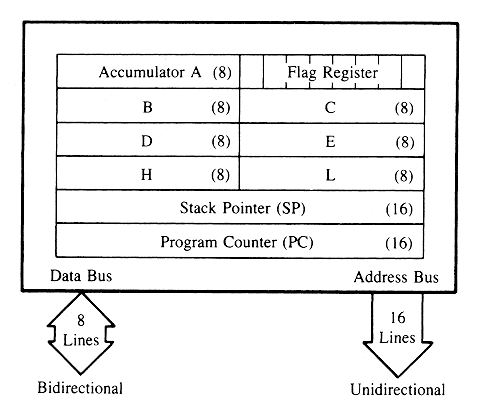 Accumulator A (8) Flag Register
B (8) C (8)
D (8) E (8)
H (8) L (8)
Stack Pointer (SP) (16)
Program Counter (PC) (16)
Data Bus Address Bus
8 Lines
16 Lines
Bidirectional Unidirectional